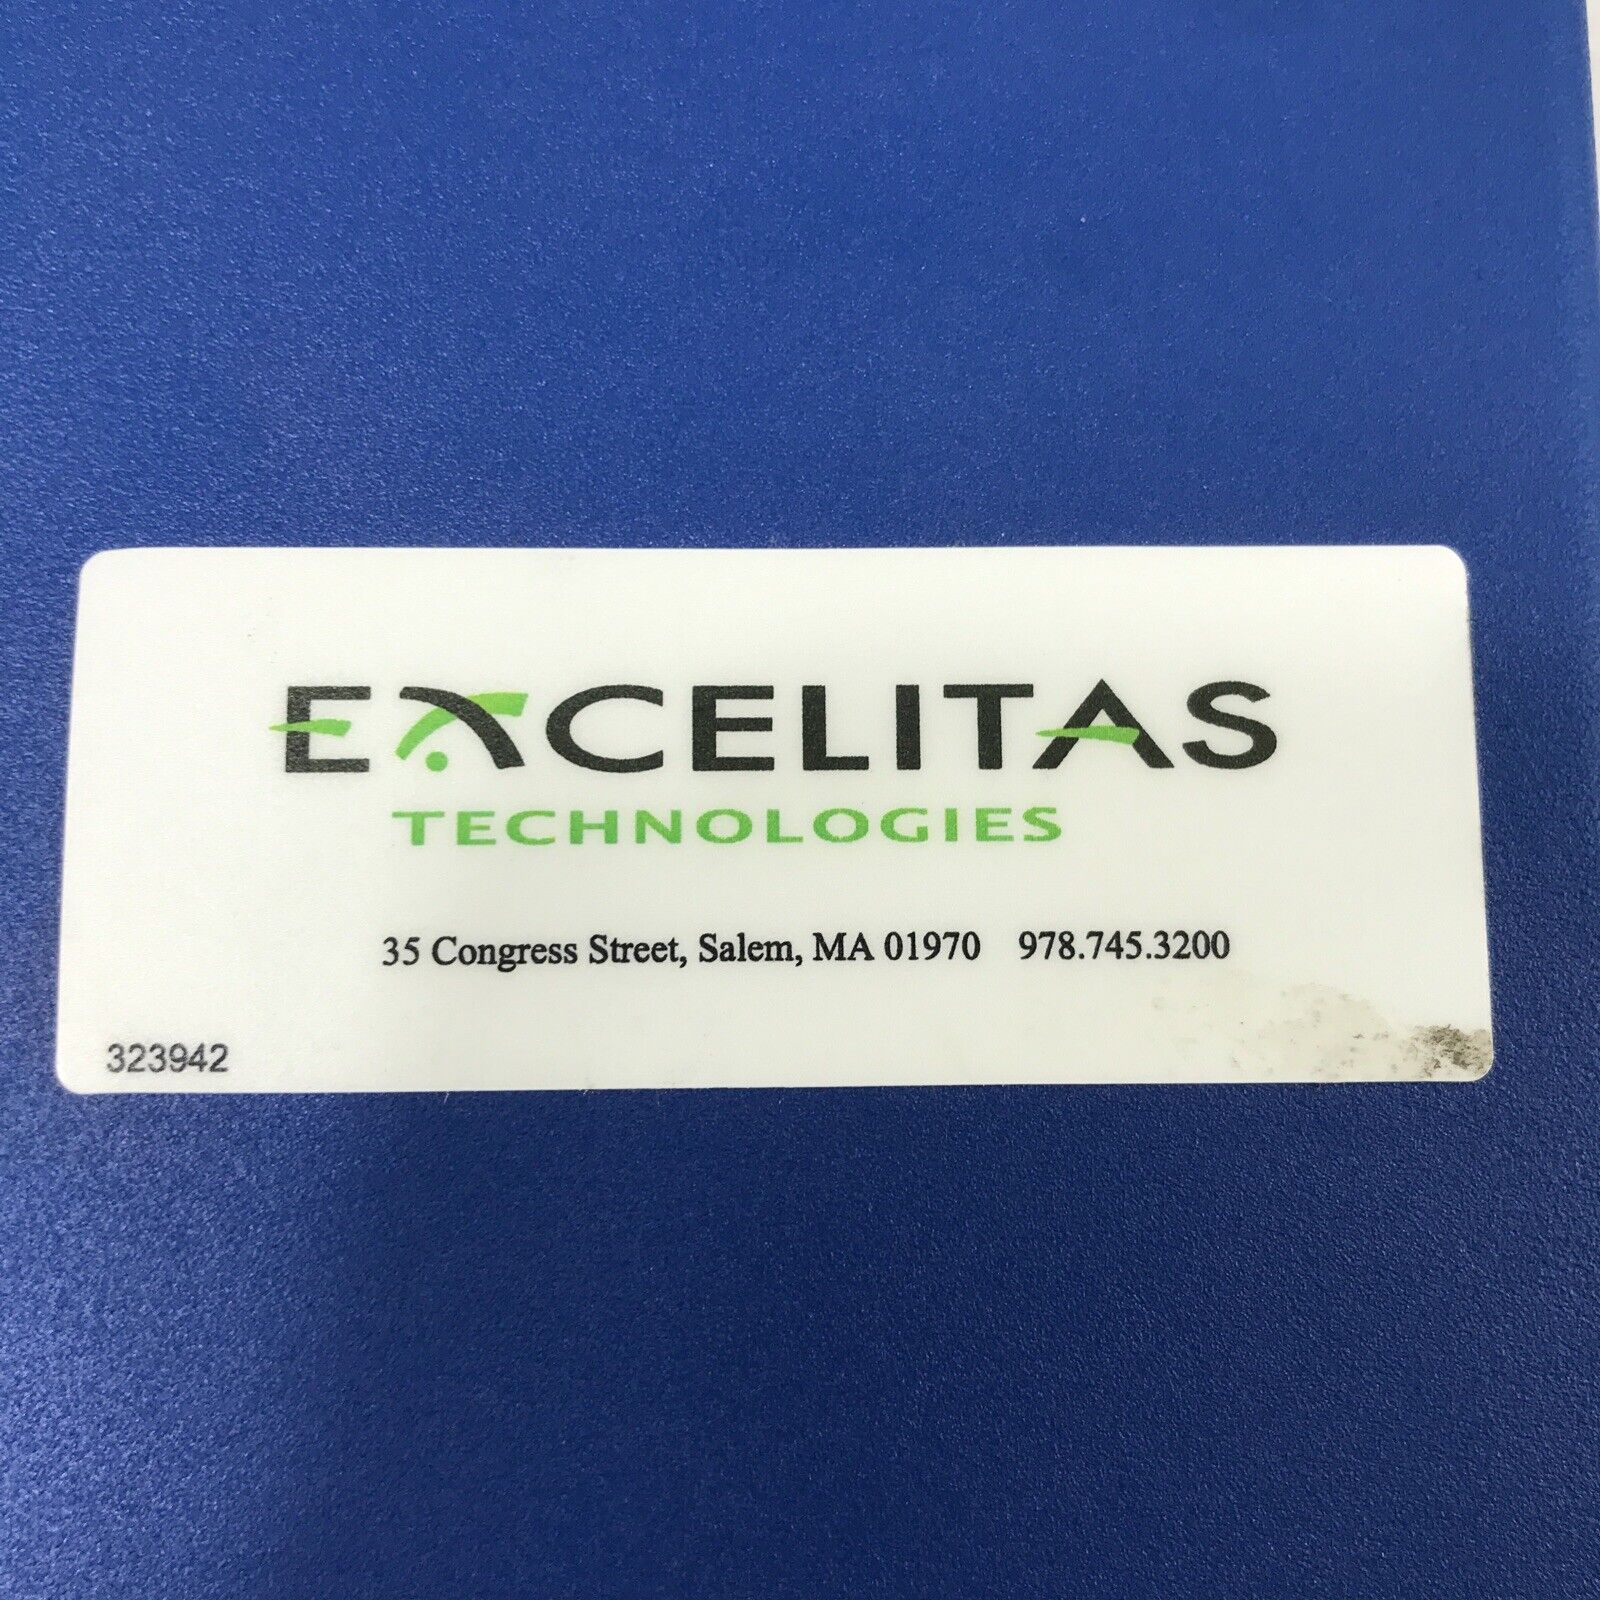 EXCELITAS
TECHNOLOGIES
35 Congress Street, Salem, MA 01970 978.745.3200
323942